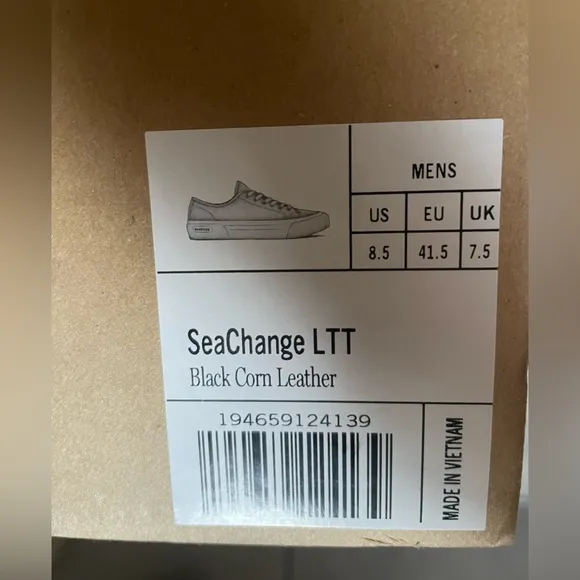 MENS
US EU UK
8.5 41.5 7.5
SeaChange LTT
Black Corn Leather
194659124139
MADE IN VIETNAM